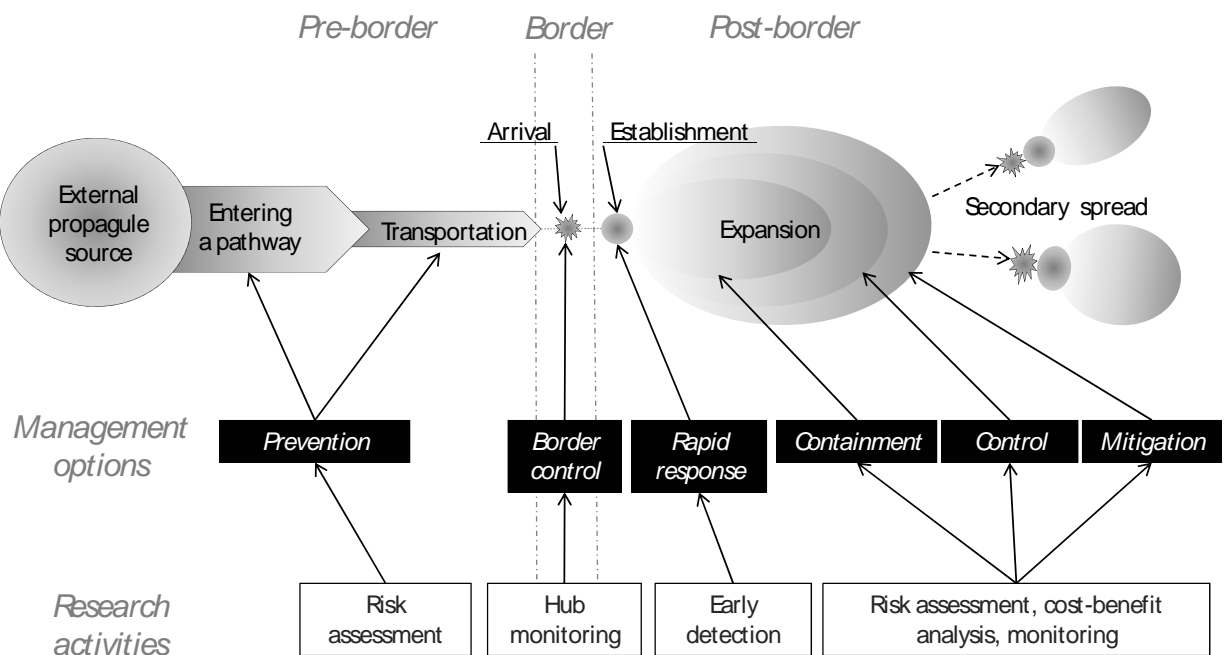 Pre-border
Border
Post-border
Arrival
Establishment
External
propagule
source
Entering
a pathway
Transportation
Expansion
Secondary spread
Management
options
Prevention
Border
control
Rapid
response
Containment
Control
Mitigation
Research
activities
Risk
assessment
Hub
monitoring
Early
detection
Risk assessment, cost-benefit
analysis, monitoring